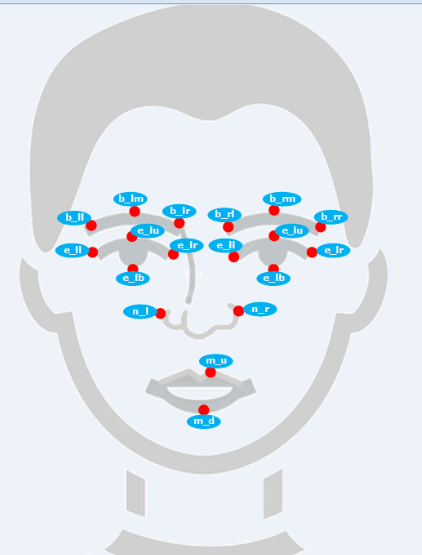 b_lm
b_rm
b_ll
b_lr
b_rl
b_rr
e_lu
e_lu
e_ll
e_lr
e_ll
e_lr
e_lb
e_lb
n_l
n_r
m_u
m_d